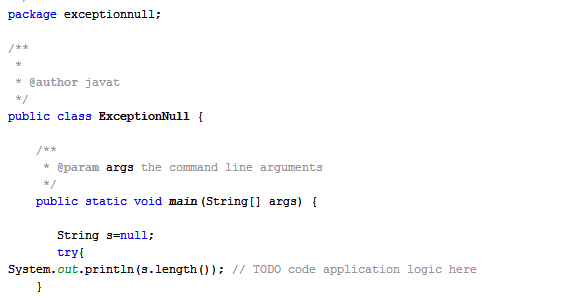 package exceptionnull;
/**
*
* @author javat
*/
public class ExceptionNull {
/**
* @param args the command line arguments
*/
public static void main(String[] args) {
String s=null;
try{
System.out.println(s.length()); // TODO code application logic here
}